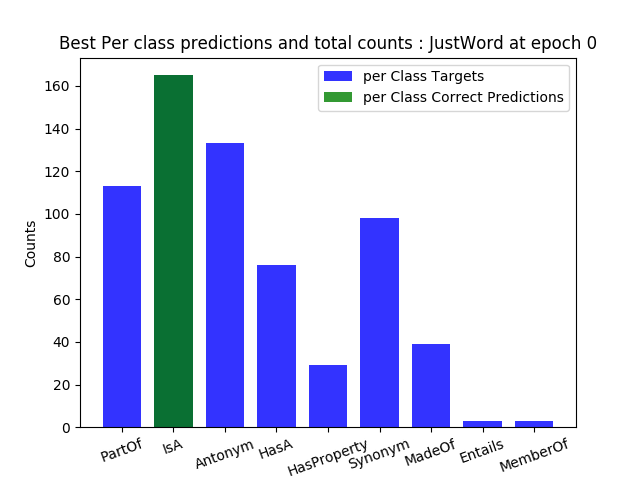 Best Per class predictions and total counts : JustWord at epoch 0
per Class Targets
per Class Correct Predictions
Counts
160
140
120
100
80
60
40
20
0
PartOf
IsA
Antonym
HasA
HasProperty
Synonym
MadeOf
Entails
MemberOf